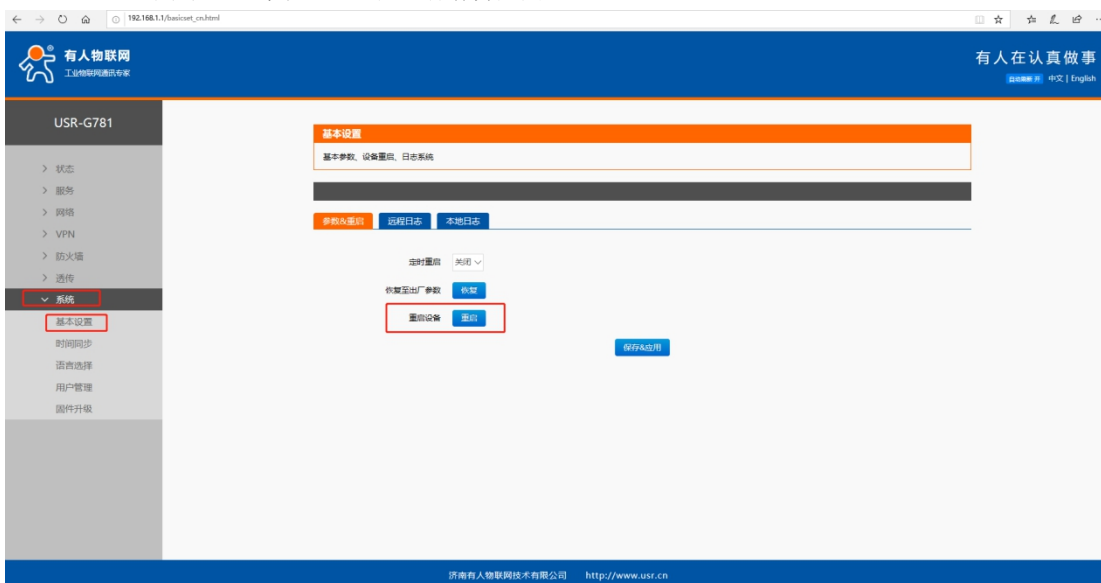 192.168.1.1/basicset_cn.html
有人物联网
工业物联网通讯专家
有人在认真做事
自动刷新 开 中文 | English
USR-G781
状态
服务
网络
VPN
防火墙
透传
系统
基本设置
时间同步
语言选择
用户管理
固件升级
基本设置
基本参数、设备重启、日志系统
参数&重启 远程日志 本地日志
定时重启 关闭
恢复至出厂参数 恢复
重启设备 重启
保存&应用
济南有人物联网技术有限公司 http://www.usr.cn